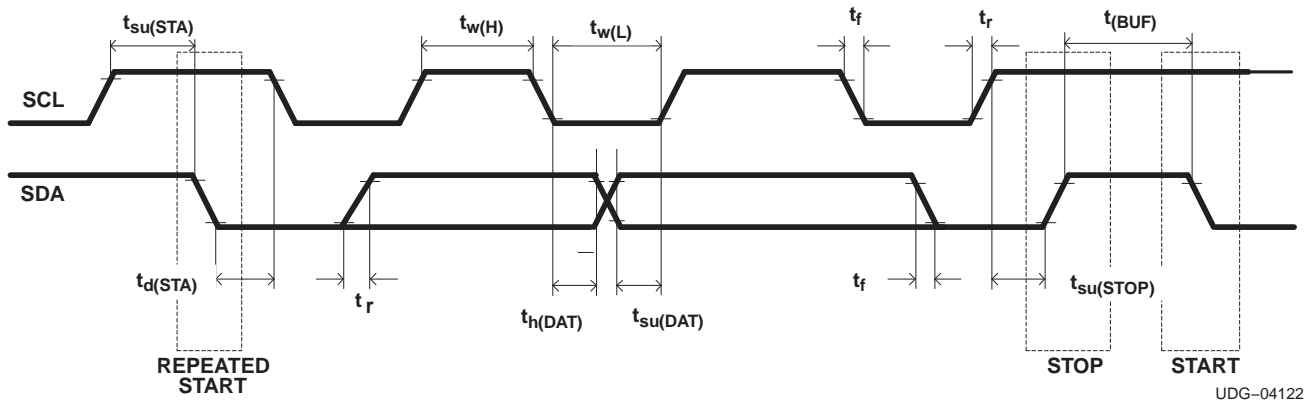 tsu(STA)
tw(H)
tw(L)
tf
tr
t(BUF)
SCL
SDA
td(STA)
tr
th(DAT)
tsu(DAT)
tf
tsu(STOP)
REPEATED
START
STOP
START
UDG–04122